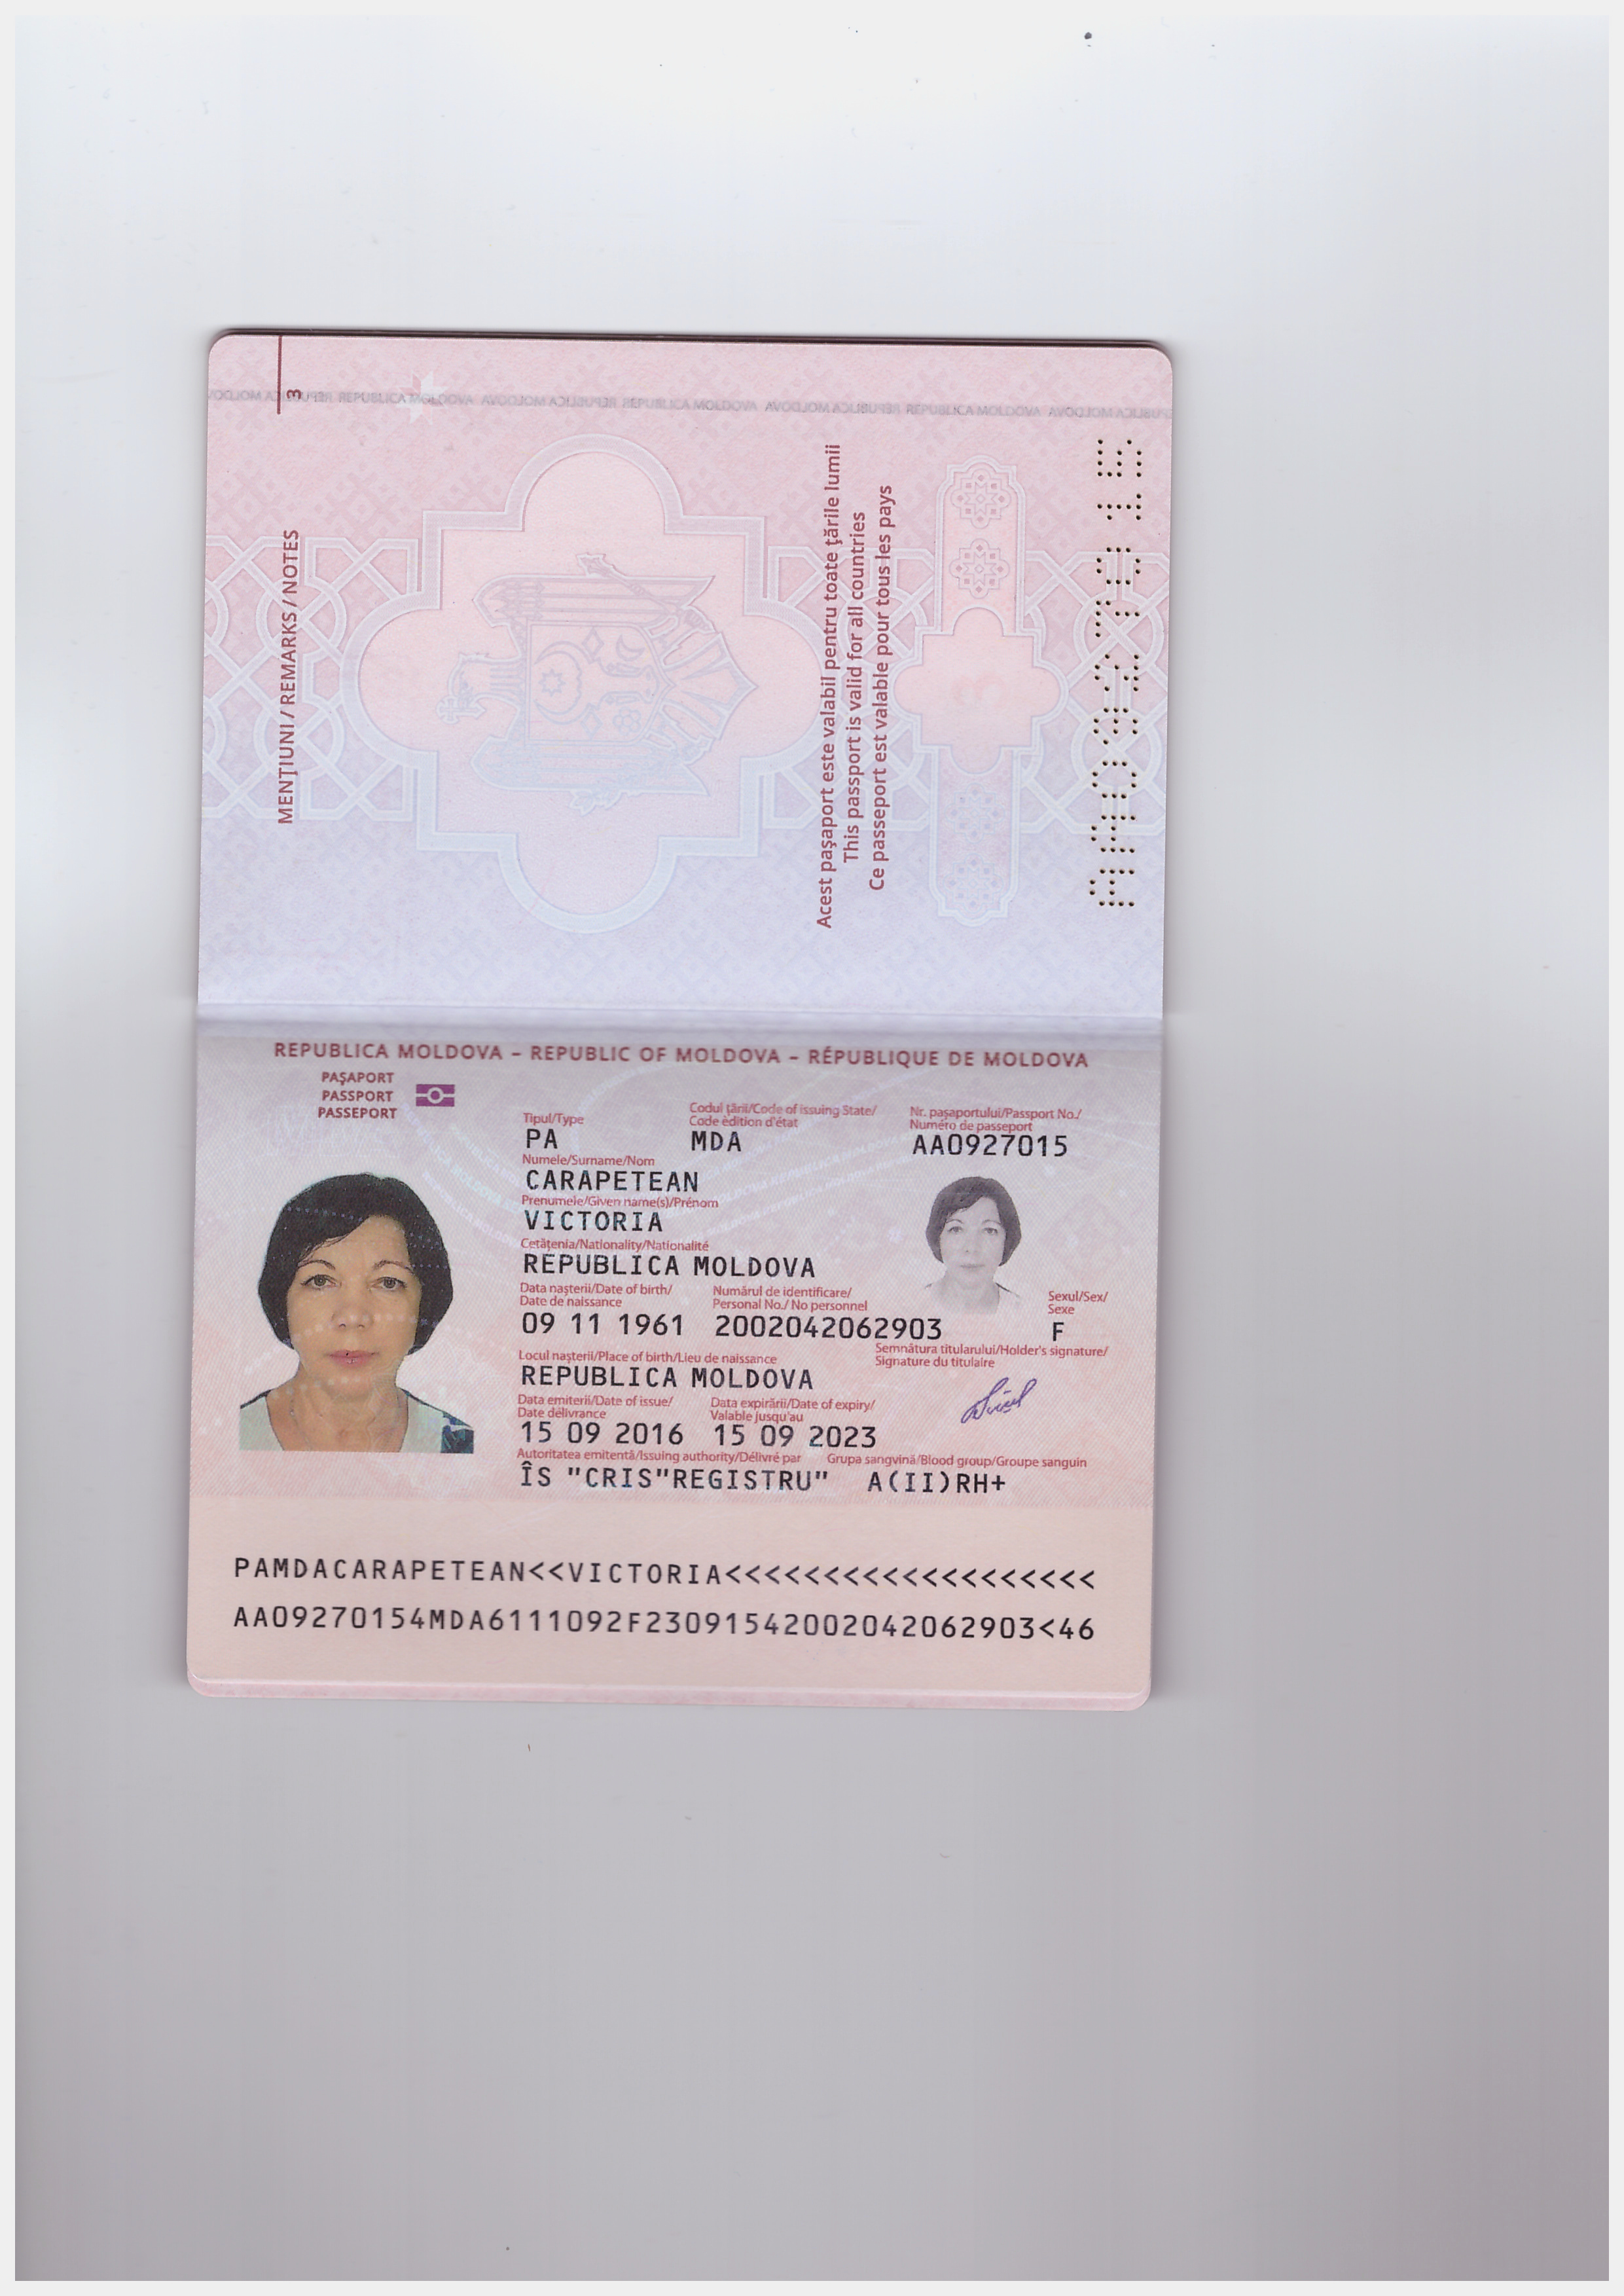 3
REPUBLICA MOLDOVA
MENŢIUNI / REMARKS / NOTES
Acest paşaport este valabil pentru toate ţările lumii
This passport is valid for all countries
Ce passeport est valable pour tous les pays
3
AA0927015
REPUBLICA MOLDOVA – REPUBLIC OF MOLDOVA – RÉPUBLIQUE DE MOLDOVA
PAŞAPORT
PASSPORT
PASSEPORT
Tipul/Type
PA
Codul ţării/Code of issuing State/
Code èdition d'état
MDA
Nr. paşaportului/Passport No./
Numéro de passeport
AA0927015
Numele/Surname/Nom
CARAPETEAN
Prenumele/Given name(s)/Prénom
VICTORIA
Cetăţenia/Nationality/Nationalité
REPUBLICA MOLDOVA
Data naşterii/Date of birth/
Date de naissance
09 11 1961
Numărul de identificare/
Personal No./ No personnel
2002042062903
Sexul/Sex/
Sexe
F
Locul naşterii/Place of birth/Lieu de naissance
REPUBLICA MOLDOVA
Semnătura titularului/Holder's signature/
Signature du titulaire
Data emiterii/Date of issue/
Date délivrance
15 09 2016
Data expirării/Date of expiry/
Valable jusqu'au
15 09 2023
Autoritatea emitentă/Issuing authority/Délivré par
ÎS "CRIS"REGISTRU"
Grupa sangvină/Blood group/Groupe sanguin
A(II)RH+
PAMDACARAPETEAN<<VICTORIA<<<<<<<<<<<<<<<<<<<
AA09270154MDA6111092F23091542002042062903<46